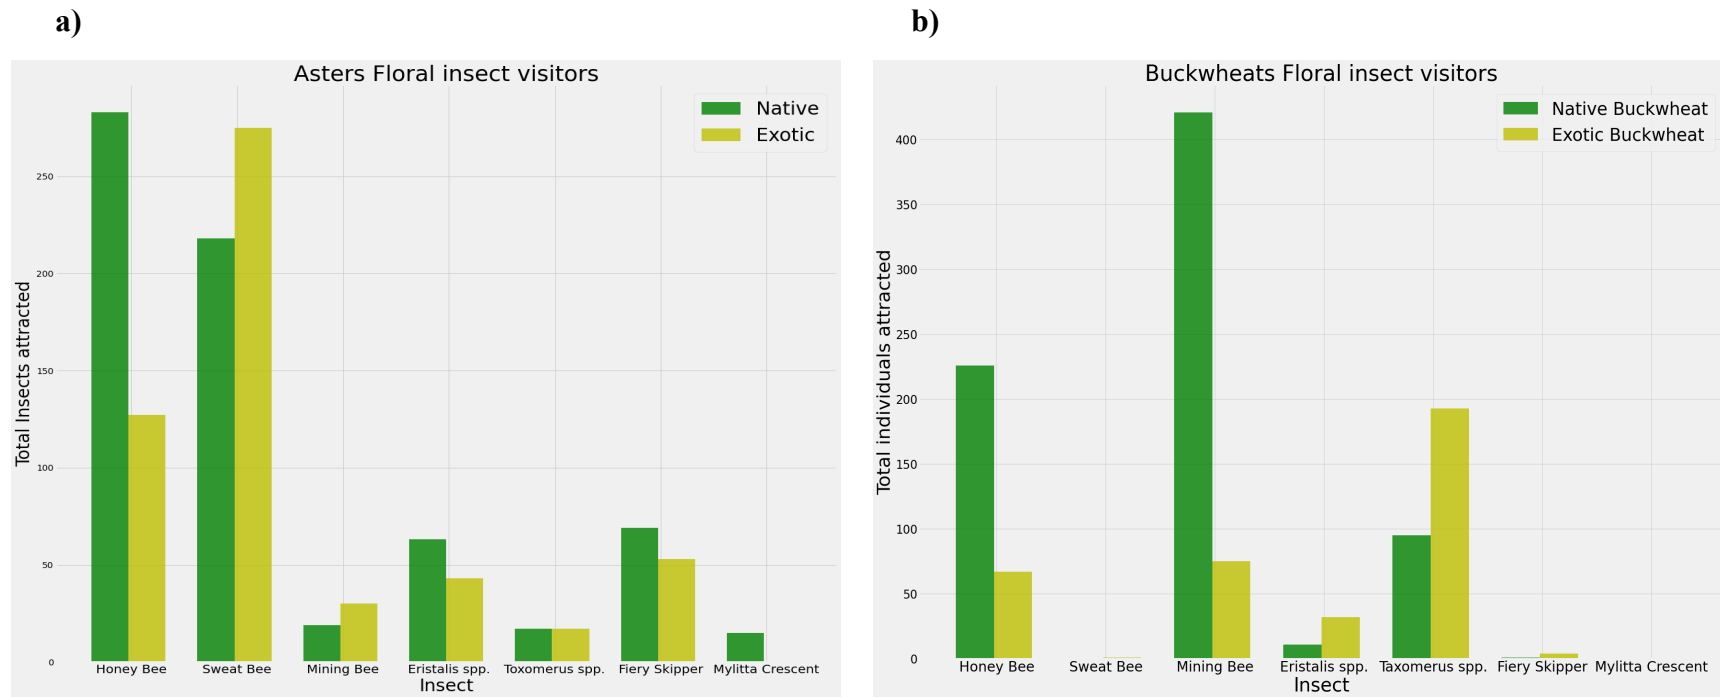 a)
Asters Floral insect visitors
Native
Exotic
Total Insects attracted
250
200
150
100
50
0
Honey Bee Sweat Bee Mining Bee Eristalis spp. Toxomerus spp. Fiery Skipper Mylitta Crescent
Insect
b)
Buckwheats Floral insect visitors
Native Buckwheat
Exotic Buckwheat
Total individuals attracted
400
350
300
250
200
150
100
50
0
Honey Bee Sweat Bee Mining Bee Eristalis spp. Taxomerus spp. Fiery Skipper Mylitta Crescent
Insect